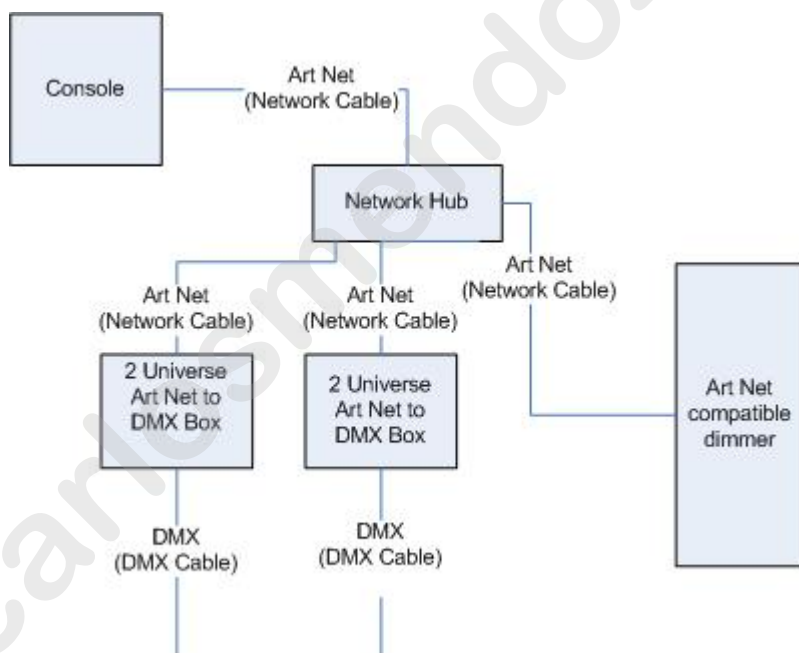 Console
Art Net
(Network Cable)
Network Hub
Art Net
(Network Cable)
Art Net
(Network Cable)
Art Net
(Network Cable)
2 Universe
Art Net to
DMX Box
2 Universe
Art Net to
DMX Box
Art Net
compatible
dimmer
DMX
(DMX Cable)
DMX
(DMX Cable)
carlosmendos